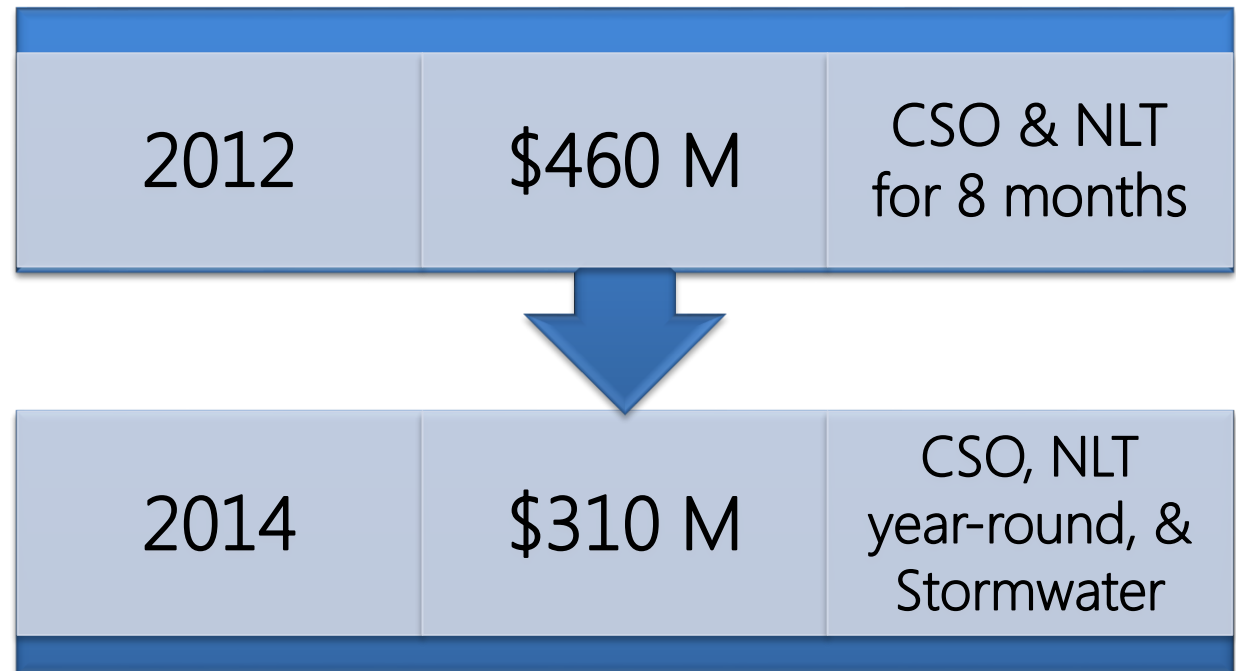 2012
$460 M
CSO & NLT
for 8 months
2014
$310 M
CSO, NLT
year-round, &
Stormwater